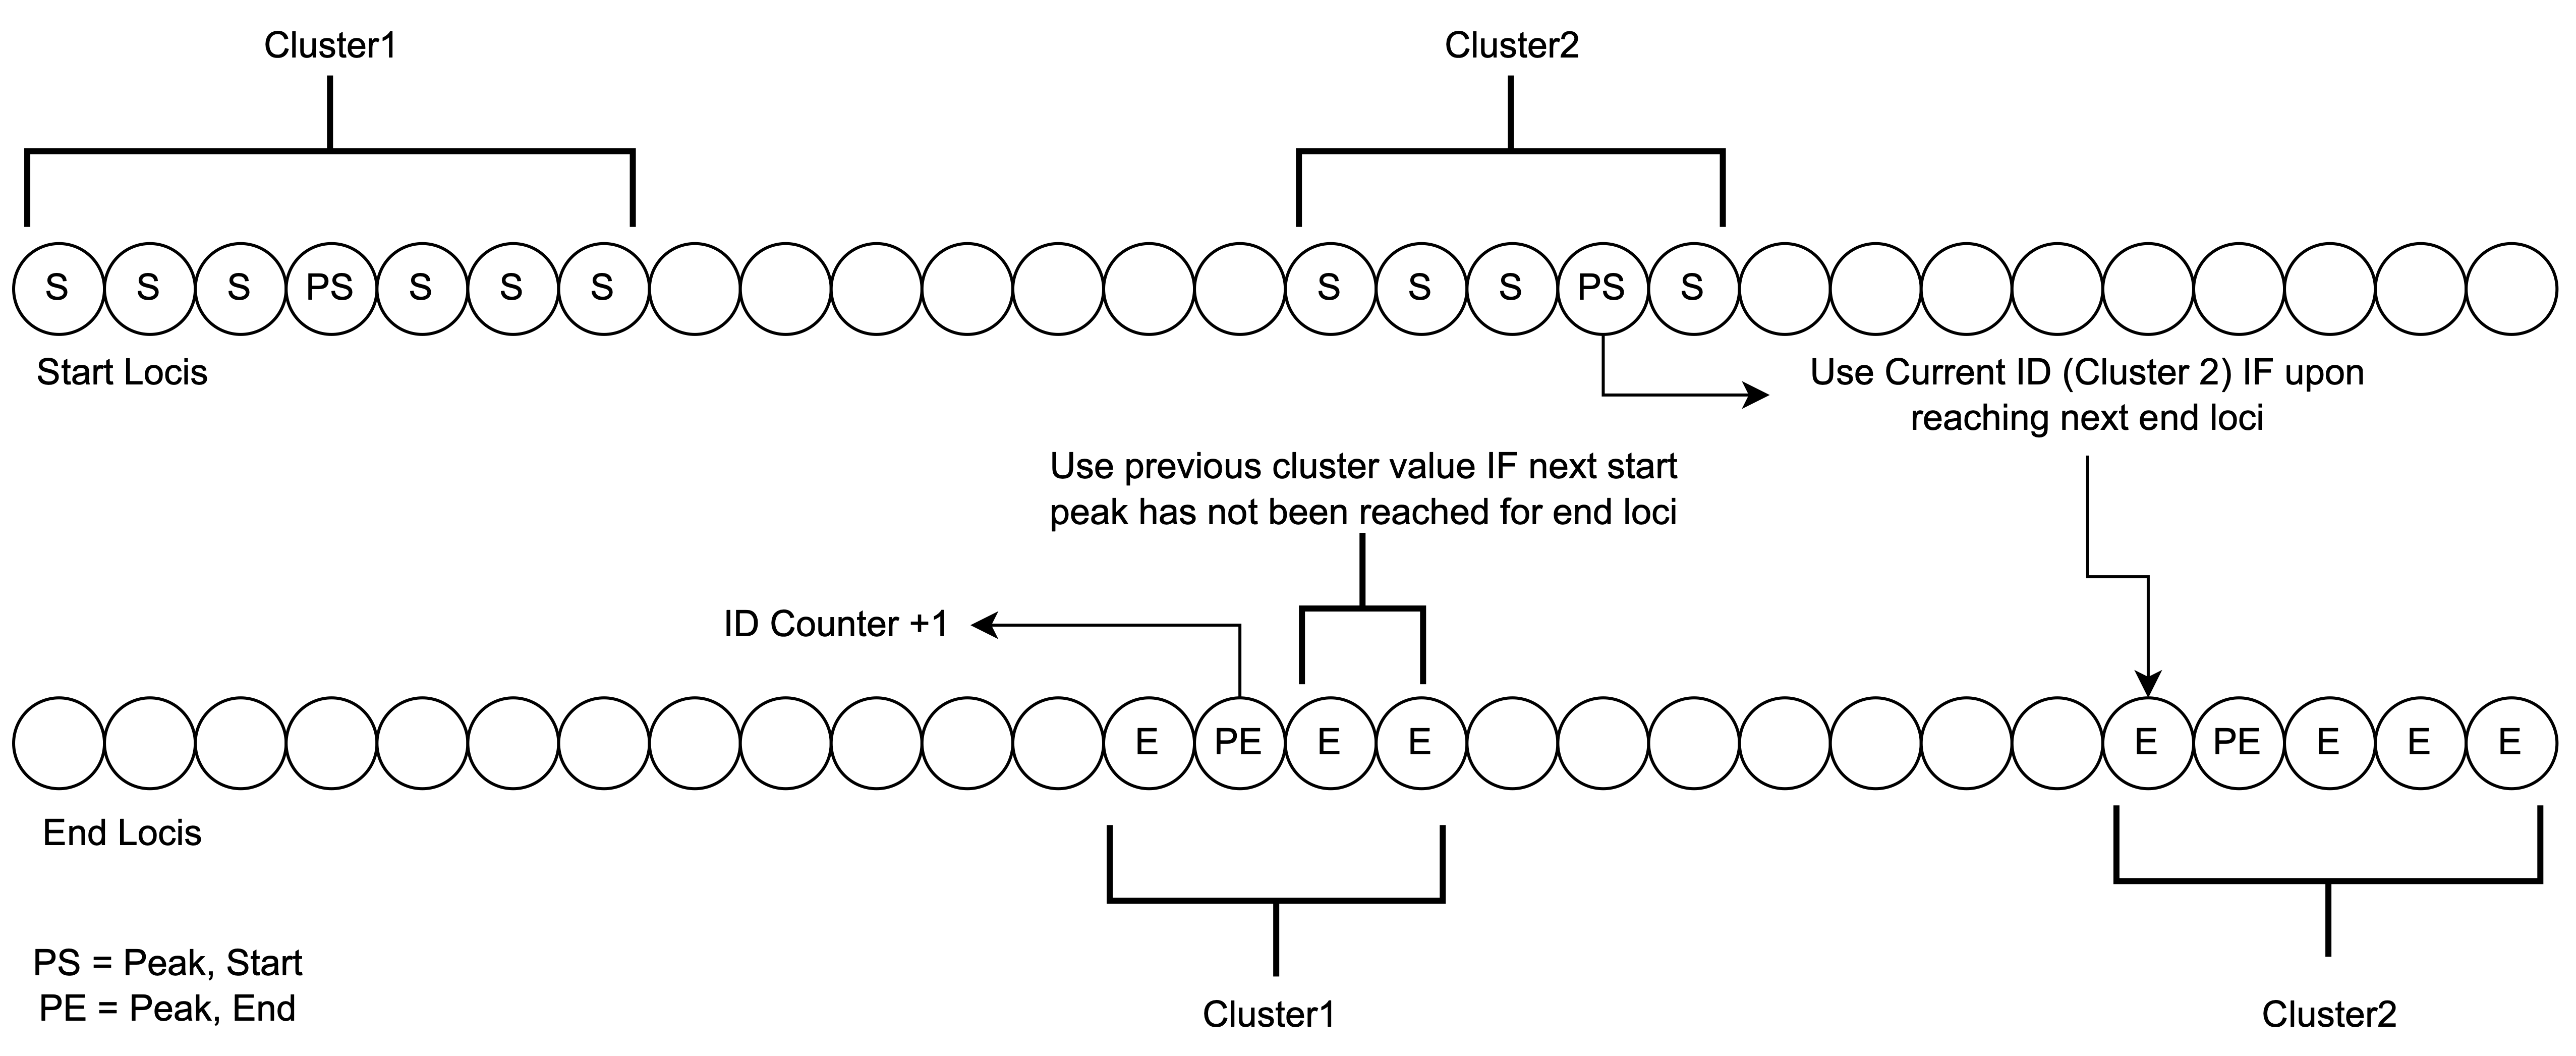 Cluster1
Cluster2
S S S PS S S S S S S PS S
Start Locis
Use Current ID (Cluster 2) IF upon
reaching next end loci
Use previous cluster value IF next start
peak has not been reached for end loci
ID Counter +1
E PE E E E PE E E E
End Locis
PS = Peak, Start
PE = Peak, End
Cluster1
Cluster2